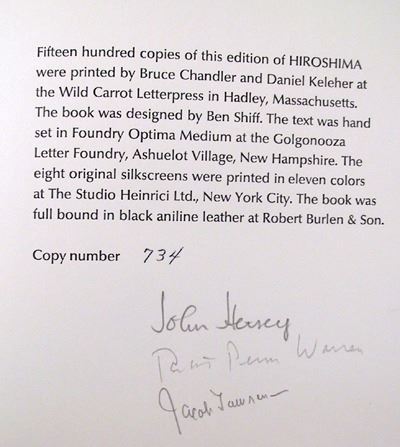 Fifteen hundred copies of this edition of HIROSHIMA
were printed by Bruce Chandler and Daniel Keleher at
the Wild Carrot Letterpress in Hadley, Massachusetts.
The book was designed by Ben Shiff. The text was hand
set in Foundry Optima Medium at the Golgonooza
Letter Foundry, Ashuelot Village, New Hampshire. The
eight original silkscreens were printed in eleven colors
at The Studio Heinrici Ltd., New York City. The book was
full bound in black aniline leather at Robert Burlen & Son.
Copy number 734
John Hersey
Robert Penn Warren
Jacob Lawrence